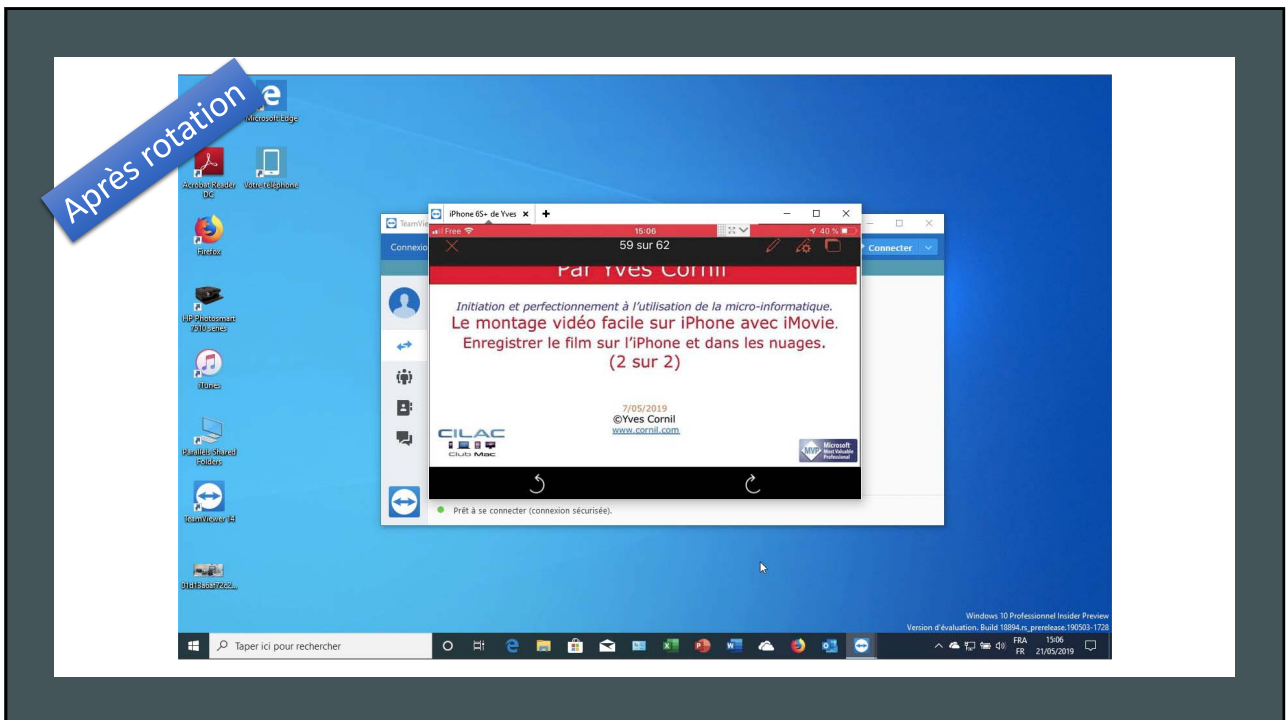 Après rotation
Microsoft Edge
Acrobat Reader
DC
Votre téléphone
Firefox
HP Photosmart
7510 series
iTunes
Parallels Shared
Folders
TeamViewer 14
iPhone 6S+ de Yves
TeamVie
Free 15:06 40 %
Connexio
59 sur 62
Connecter
Par Yves Cornil
Initiation et perfectionnement à l'utilisation de la micro-informatique.
Le montage vidéo facile sur iPhone avec iMovie.
Enregistrer le film sur l'iPhone et dans les nuages.
(2 sur 2)
7/05/2019
©Yves Cornil
www.cornil.com
CILAC
Club Mac
MVP
Microsoft
Most Valuable
Professional
Prêt à se connecter (connexion sécurisée).
Windows 10 Professionnel Insider Preview
Version d'évaluation. Build 18894.rs_prerelease.190503-1728
Taper ici pour rechercher
FRA 15:06
FR 21/05/2019